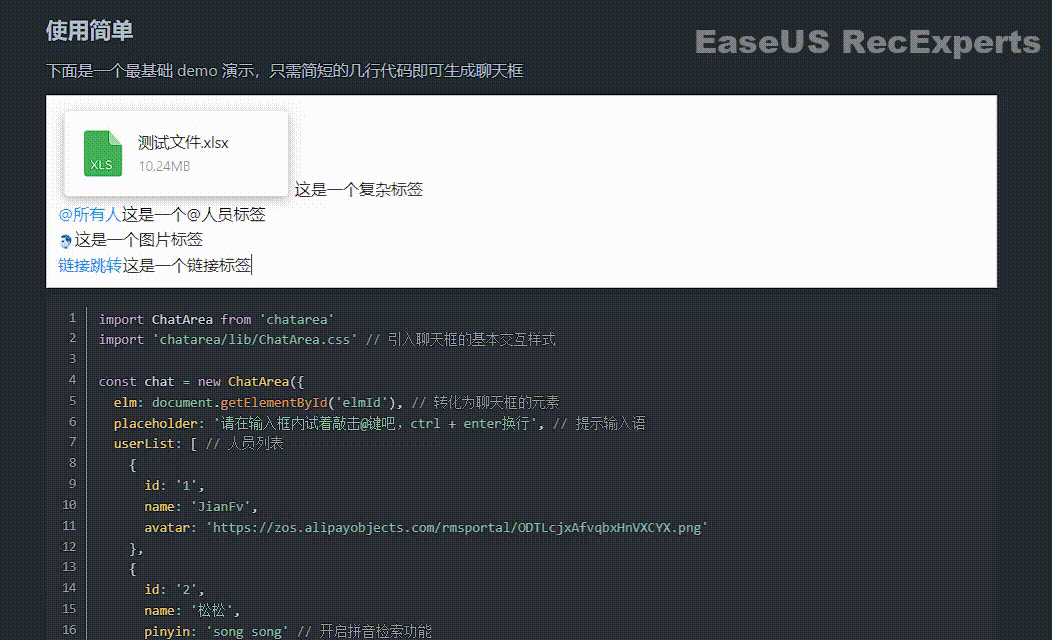 使用简单
EaseUS RecExperts
下面是一个最基础 demo 演示，只需简短的几行代码即可生成聊天框
测试文件.xlsx
XLS
10.24MB
这是一个复杂标签
@所有人这是一个@人员标签
这是一个图片标签
链接跳转这是一个链接标签
1 import ChatArea from 'chatarea'
2 import 'chatarea/lib/ChatArea.css' // 引入聊天框的基本交互样式
3
4 const chat = new ChatArea({
5 elm: document.getElementById('elmId'), // 转化为聊天框的元素
6 placeholder: '请在输入框内试着敲击@键吧，ctrl + enter换行', // 提示输入语
7 userList: [ // 人员列表
8 {
9 id: '1',
10 name: 'JianFv',
11 avatar: 'https://zos.alipayobjects.com/rmsportal/ODTLcjxAfvqbxHnVXCYX.png'
12 },
13 {
14 id: '2',
15 name: '松松',
16 pinyin: 'song song' // 开启拼音检索功能